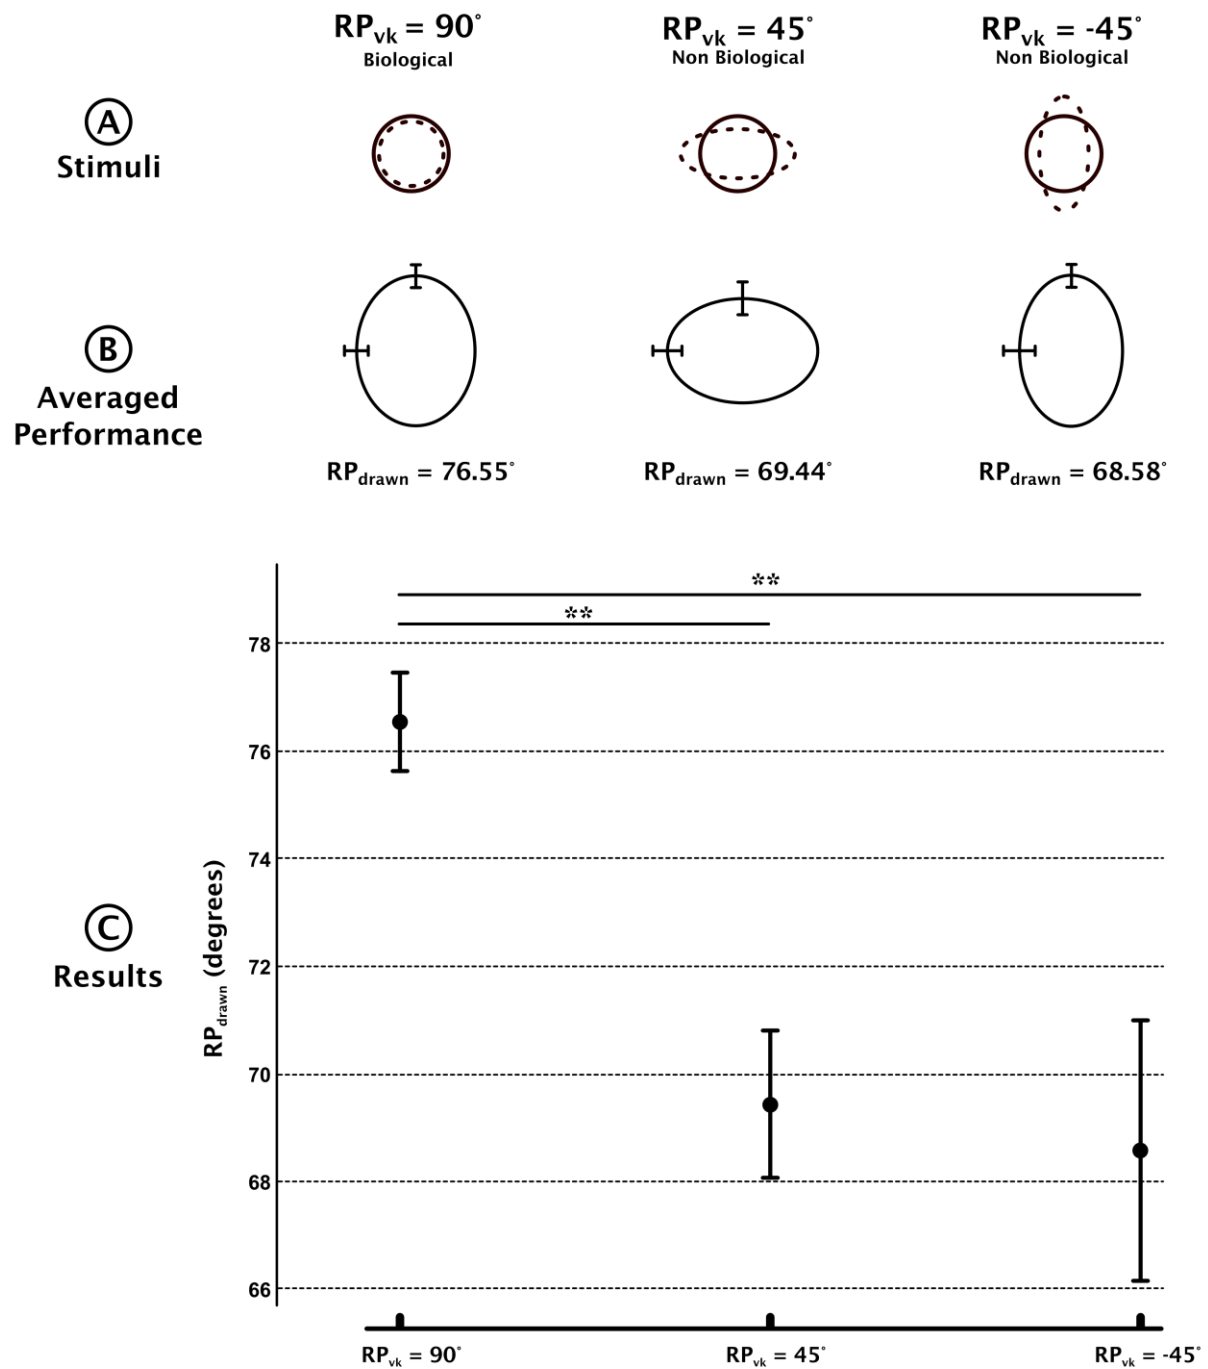 RPvk = 90° RPvk = 45° RPvk = -45°
Biological Non Biological Non Biological
A
Stimuli
B
Averaged
Performance
RPdrawn = 76.55° RPdrawn = 69.44° RPdrawn = 68.58°
**
**
78
76
74
72
70
68
66
RPdrawn (degrees)
C
Results
RPvk = 90° RPvk = 45° RPvk = -45°